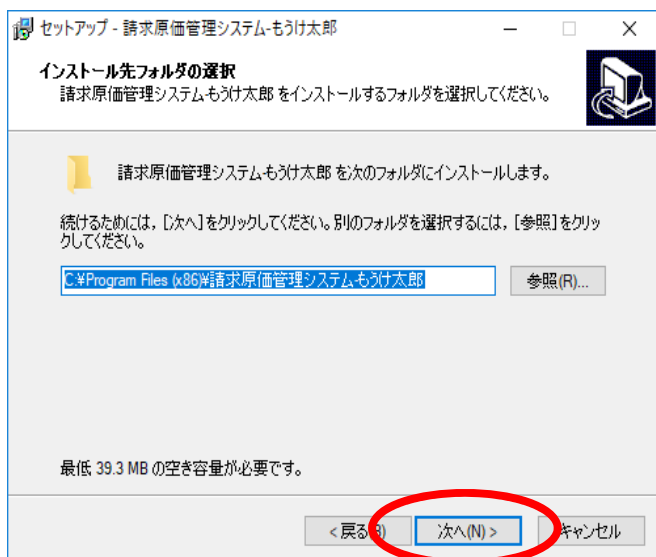 セットアップ - 請求原価管理システム-もうけ太郎
インストール先フォルダの選択
請求原価管理システム-もうけ太郎 をインストールするフォルダを選択してください。
請求原価管理システム-もうけ太郎 を次のフォルダにインストールします。
続けるためには、[次へ]をクリックしてください。別のフォルダを選択するには、[参照]をクリッ
クしてください。
C:¥Program Files (x86)¥請求原価管理システム-もうけ太郎
参照(R)...
最低 39.3 MB の空き容量が必要です。
< 戻る(B)
次へ(N) >
キャンセル